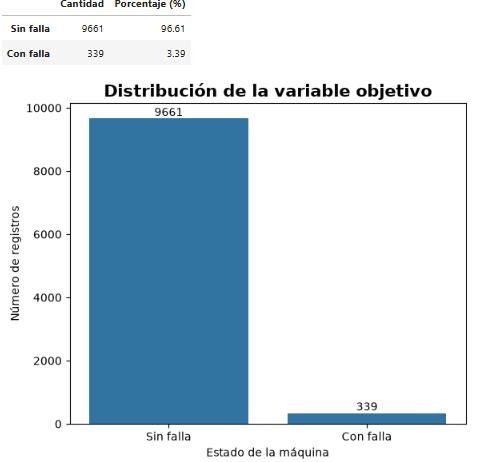 Cantidad Porcentaje (%)
Sin falla 9661 96.61
Con falla 339 3.39
Distribución de la variable objetivo
10000
8000
6000
4000
2000
0
Número de registros
9661
339
Sin falla Con falla
Estado de la máquina